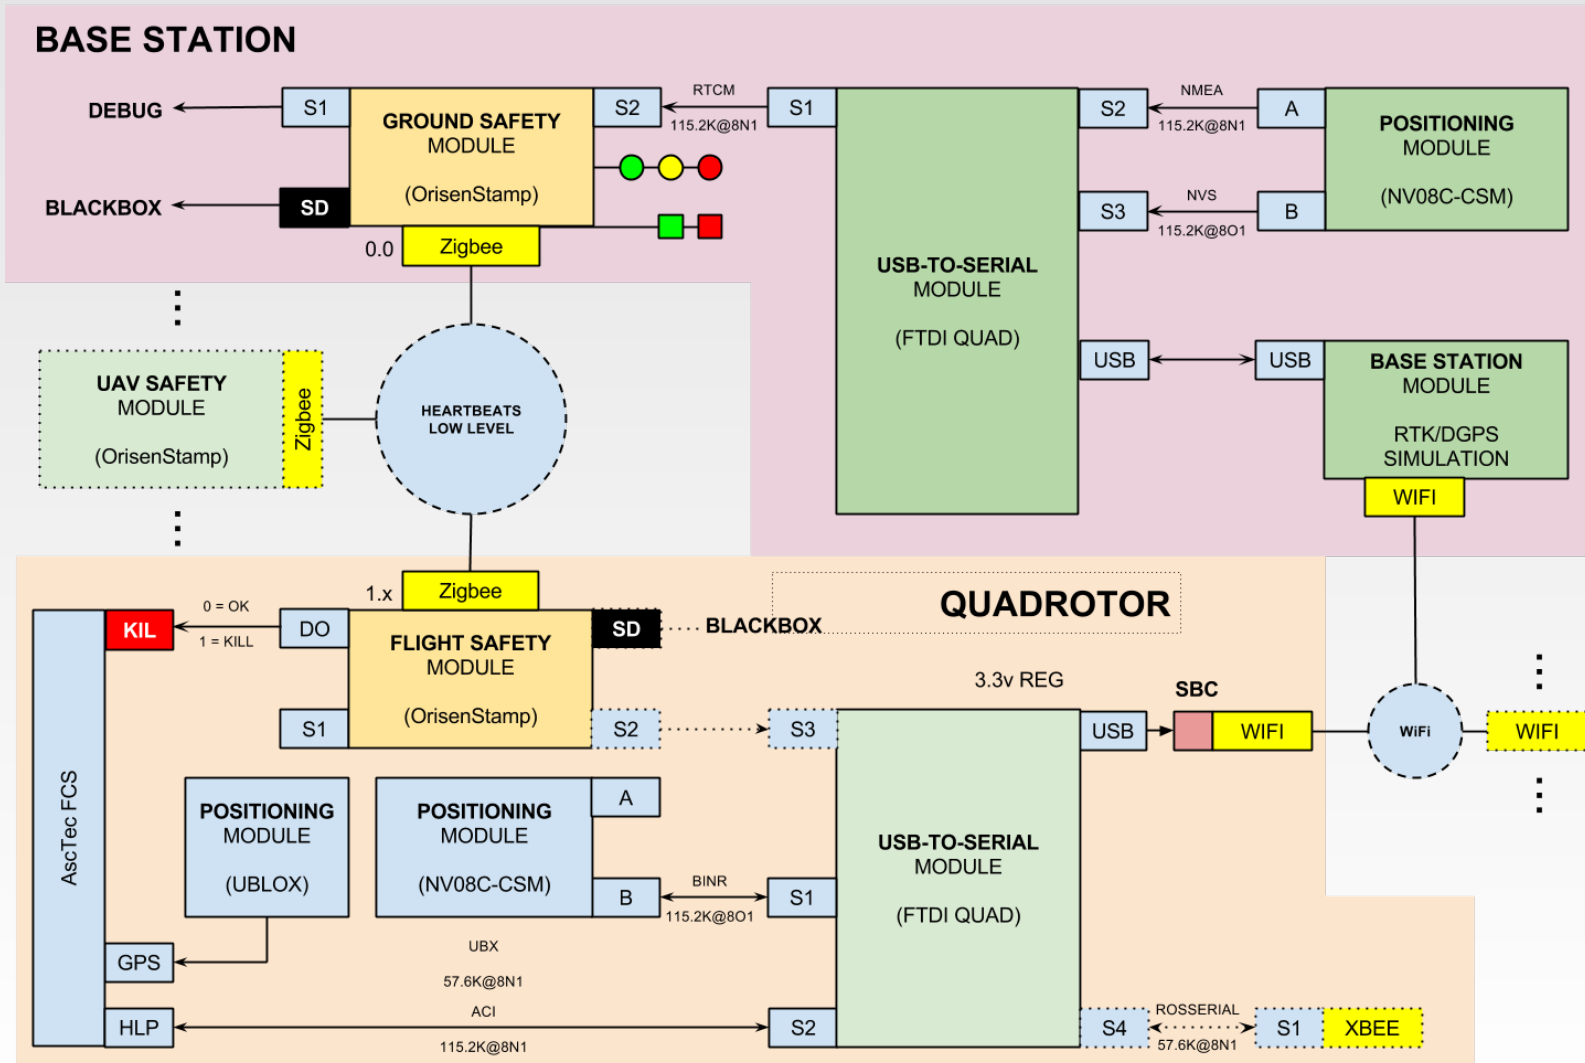 BASE STATION
DEBUG
S1
GROUND SAFETY
MODULE
(OrisenStamp)
S2
RTCM
115.2K@8N1
S1
S2
NMEA
115.2K@8N1
A
POSITIONING
MODULE
(NV08C-CSM)
BLACKBOX
SD
S3
NVS
115.2K@8O1
B
0.0
Zigbee
USB-TO-SERIAL
MODULE
(FTDI QUAD)
USB
USB
BASE STATION
MODULE
RTK/DGPS
SIMULATION
WIFI
UAV SAFETY
MODULE
(OrisenStamp)
Zigbee
HEARTBEATS
LOW LEVEL
1.x
Zigbee
QUADROTOR
KIL
0 = OK
1 = KILL
DO
FLIGHT SAFETY
MODULE
(OrisenStamp)
SD
BLACKBOX
S1
S2
S3
3.3v REG
USB
SBC
WIFI
WiFi
WIFI
AscTec FCS
POSITIONING
MODULE
(UBLOX)
POSITIONING
MODULE
(NV08C-CSM)
A
B
BINR
115.2K@8O1
S1
USB-TO-SERIAL
MODULE
(FTDI QUAD)
GPS
UBX
57.6K@8N1
HLP
ACI
115.2K@8N1
S2
S4
ROSSERIAL
57.6K@8N1
S1
XBEE